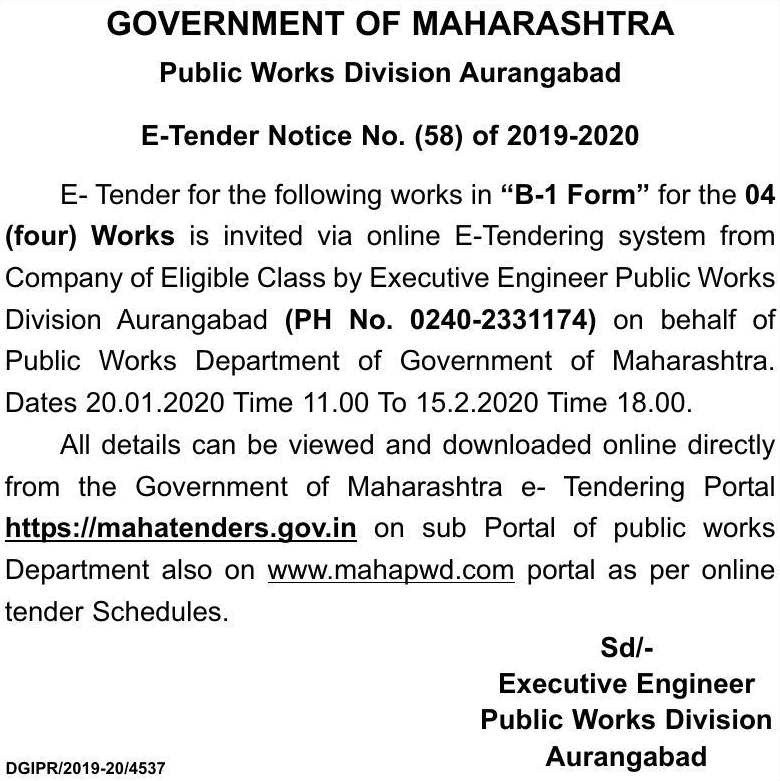 GOVERNMENT OF MAHARASHTRA
Public Works Division Aurangabad
E-Tender Notice No. (58) of 2019-2020
E- Tender for the following works in “B-1 Form” for the 04
(four) Works is invited via online E-Tendering system from
Company of Eligible Class by Executive Engineer Public Works
Division Aurangabad (PH No. 0240-2331174) on behalf of
Public Works Department of Government of Maharashtra.
Dates 20.01.2020 Time 11.00 To 15.2.2020 Time 18.00.
All details can be viewed and downloaded online directly
from the Government of Maharashtra e- Tendering Portal
https://mahatenders.gov.in on sub Portal of public works
Department also on www.mahapwd.com portal as per online
tender Schedules.
Sd/-
Executive Engineer
Public Works Division
Aurangabad
DGIPR/2019-20/4537